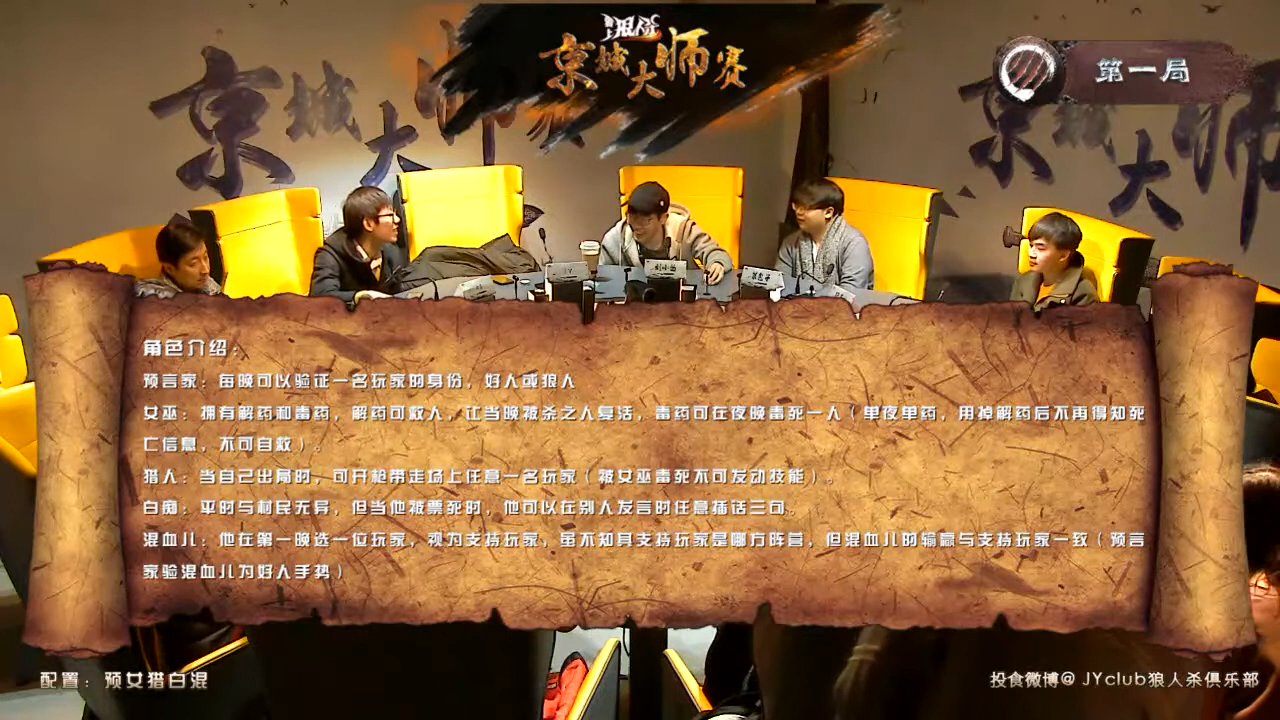 京城大师赛
第一局
京城大师
京城大师
角色介绍：
预言家：每晚可以验证一名玩家的身份，好人或狼人
女巫：拥有解药和毒药，解药可救人，让当晚被杀之人复活，毒药可在夜晚毒死一人（单夜单药，用掉解药后不再得知死
亡信息，不可自救）。
猎人：当自己出局时，可开枪带走场上任意一名玩家（被女巫毒死不可发动技能）。
白痴：平时与村民无异，但当他被票死时，他可以在别人发言时任意插话三句。
混血儿：他在第一晚选一位玩家，视为支持玩家，虽不知其支持玩家是哪方阵营，但混血儿的输赢与支持玩家一致（预言
家验混血儿为好人手势）
配置：预女猎白混
投食微博@JYclub狼人杀俱乐部